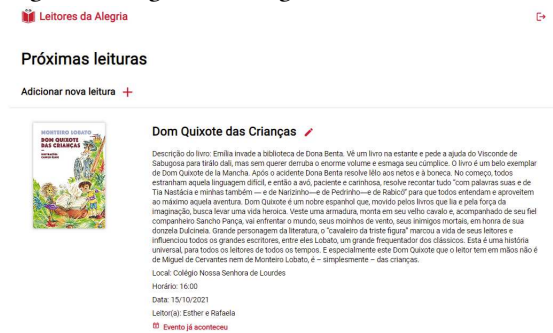 Leitores da Alegria
Próximas leituras
Adicionar nova leitura +
MONTEIRO LOBATO
DOM QUIXOTE
DAS CRIANÇAS
Dom Quixote das Crianças
Descrição do livro: Emília invade a biblioteca de Dona Benta. Vê um livro na estante e pede a ajuda do Visconde de
Sabugosa para tirálo dali, mas sem querer derruba o enorme volume e esmaga seu cúmplice. O livro é um belo exemplar
de Dom Quixote de la Mancha. Após o acidente Dona Benta resolve lêlo aos netos e à boneca. No começo, todos
estranham aquela linguagem difícil, e então a avó, paciente e carinhosa, resolve recontar tudo "com palavras suas e de
Tia Nastácia e minhas também — e de Narizinho—e de Pedrinho—e de Rabicó" para que todos entendam e aproveitem
ao máximo aquela aventura. Dom Quixote é um nobre espanhol que, movido pelos livros que lia e pela força da
imaginação, busca levar uma vida heroica. Veste uma armadura, monta em seu velho cavalo e, acompanhado de seu fiel
companheiro Sancho Pança, vai enfrentar o mundo, seus moinhos de vento, seus inimigos mortais, em honra de sua
donzela Dulcineia. Grande personagem da literatura, o "cavaleiro da triste figura" marcou a vida de seus leitores e
influenciou todos os grandes escritores, entre eles Lobato, um grande frequentador dos clássicos. Esta é uma história
universal, para todos os leitores de todos os tempos. E especialmente este Dom Quixote que o leitor tem em mãos não é
de Miguel de Cervantes nem de Monteiro Lobato, é – simplesmente – das crianças.
Local: Colégio Nossa Senhora de Lourdes
Horário: 16:00
Data: 15/10/2021
Leitor(a): Esther e Rafaela
Evento já aconteceu